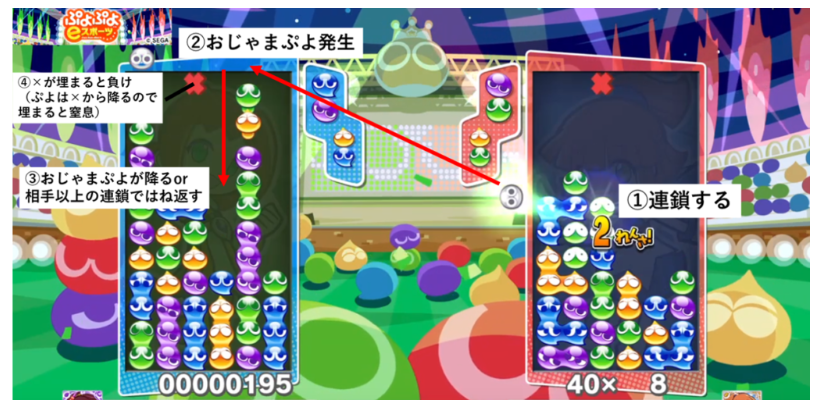 ぷよぷよ
eスポーツ
© SEGA
②おじゃまぷよ発生
④×が埋まると負け
（ぷよは×から降るので
埋まると窒息）
③おじゃまぷよが降るor
相手以上の連鎖ではね返す
①連鎖する
2れんさ!
00000195
40× 8